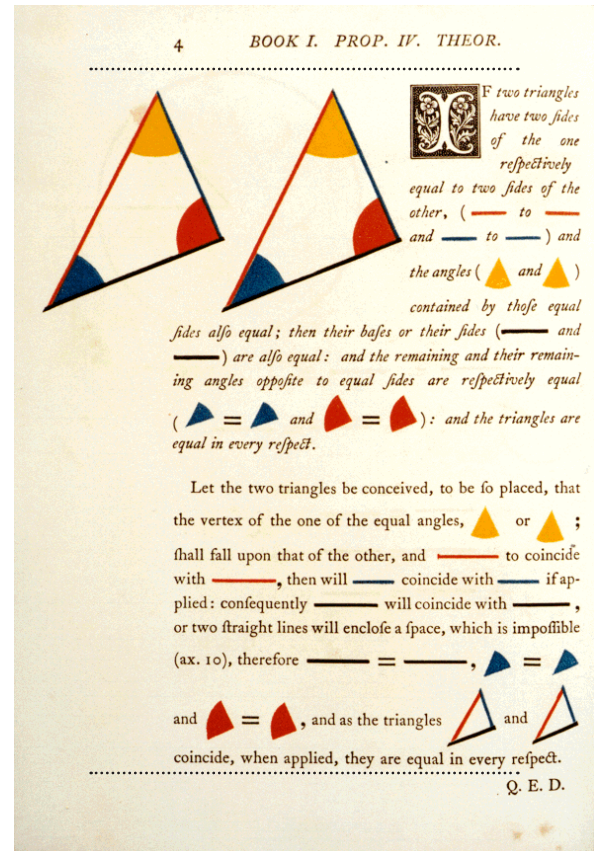 4 BOOK I. PROP. IV. THEOR.
IF two triangles
have two ſides
of the one
reſpectively
equal to two ſides of the
other, ( to
and to ) and
the angles ( and )
contained by thoſe equal
ſides alſo equal; then their baſes or their ſides ( and
) are alſo equal: and the remaining and their remain-
ing angles oppoſite to equal ſides are reſpectively equal
( = and = ): and the triangles are
equal in every reſpect.
Let the two triangles be conceived, to be ſo placed, that
the vertex of the one of the equal angles, or ;
ſhall fall upon that of the other, and to coincide
with , then will coincide with if ap-
plied: conſequently will coincide with ,
or two ſtraight lines will encloſe a ſpace, which is impoſſible
(ax. 10), therefore = , =
and = , and as the triangles and
coincide, when applied, they are equal in every reſpect.
Q. E. D.